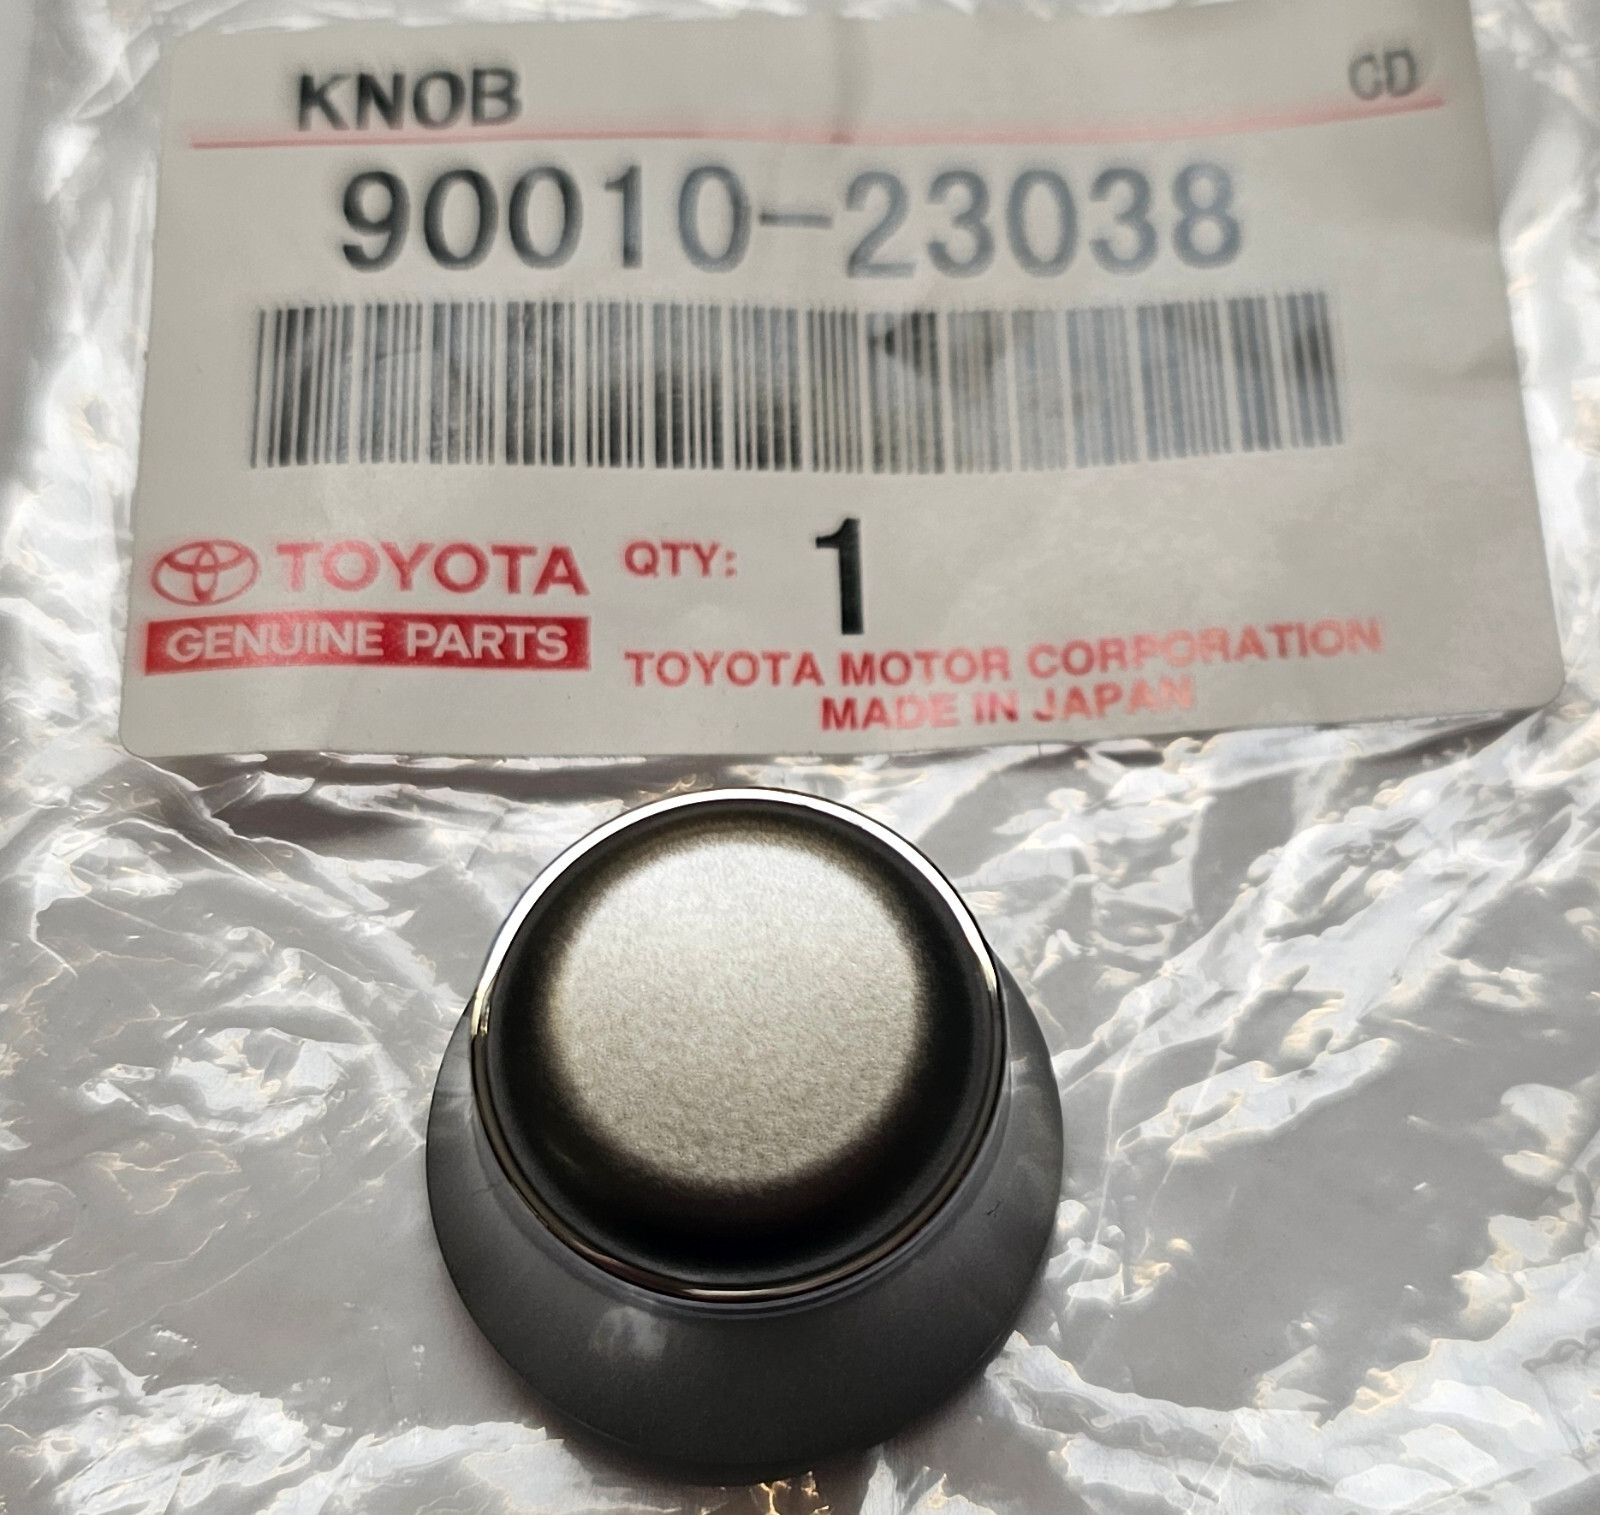 KNOB CD
90010-23038
TOYOTA QTY: 1
GENUINE PARTS
TOYOTA MOTOR CORPORATION
MADE IN JAPAN